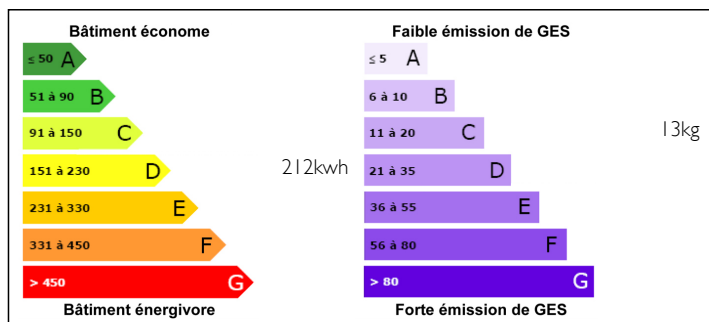 Bâtiment économe
≤ 50 A
51 à 90 B
91 à 150 C
151 à 230 D
231 à 330 E
331 à 450 F
> 450 G
Bâtiment énergivore
212kwh
Faible émission de GES
≤ 5 A
6 à 10 B
11 à 20 C
21 à 35 D
36 à 55 E
56 à 80 F
> 80 G
Forte émission de GES
13kg